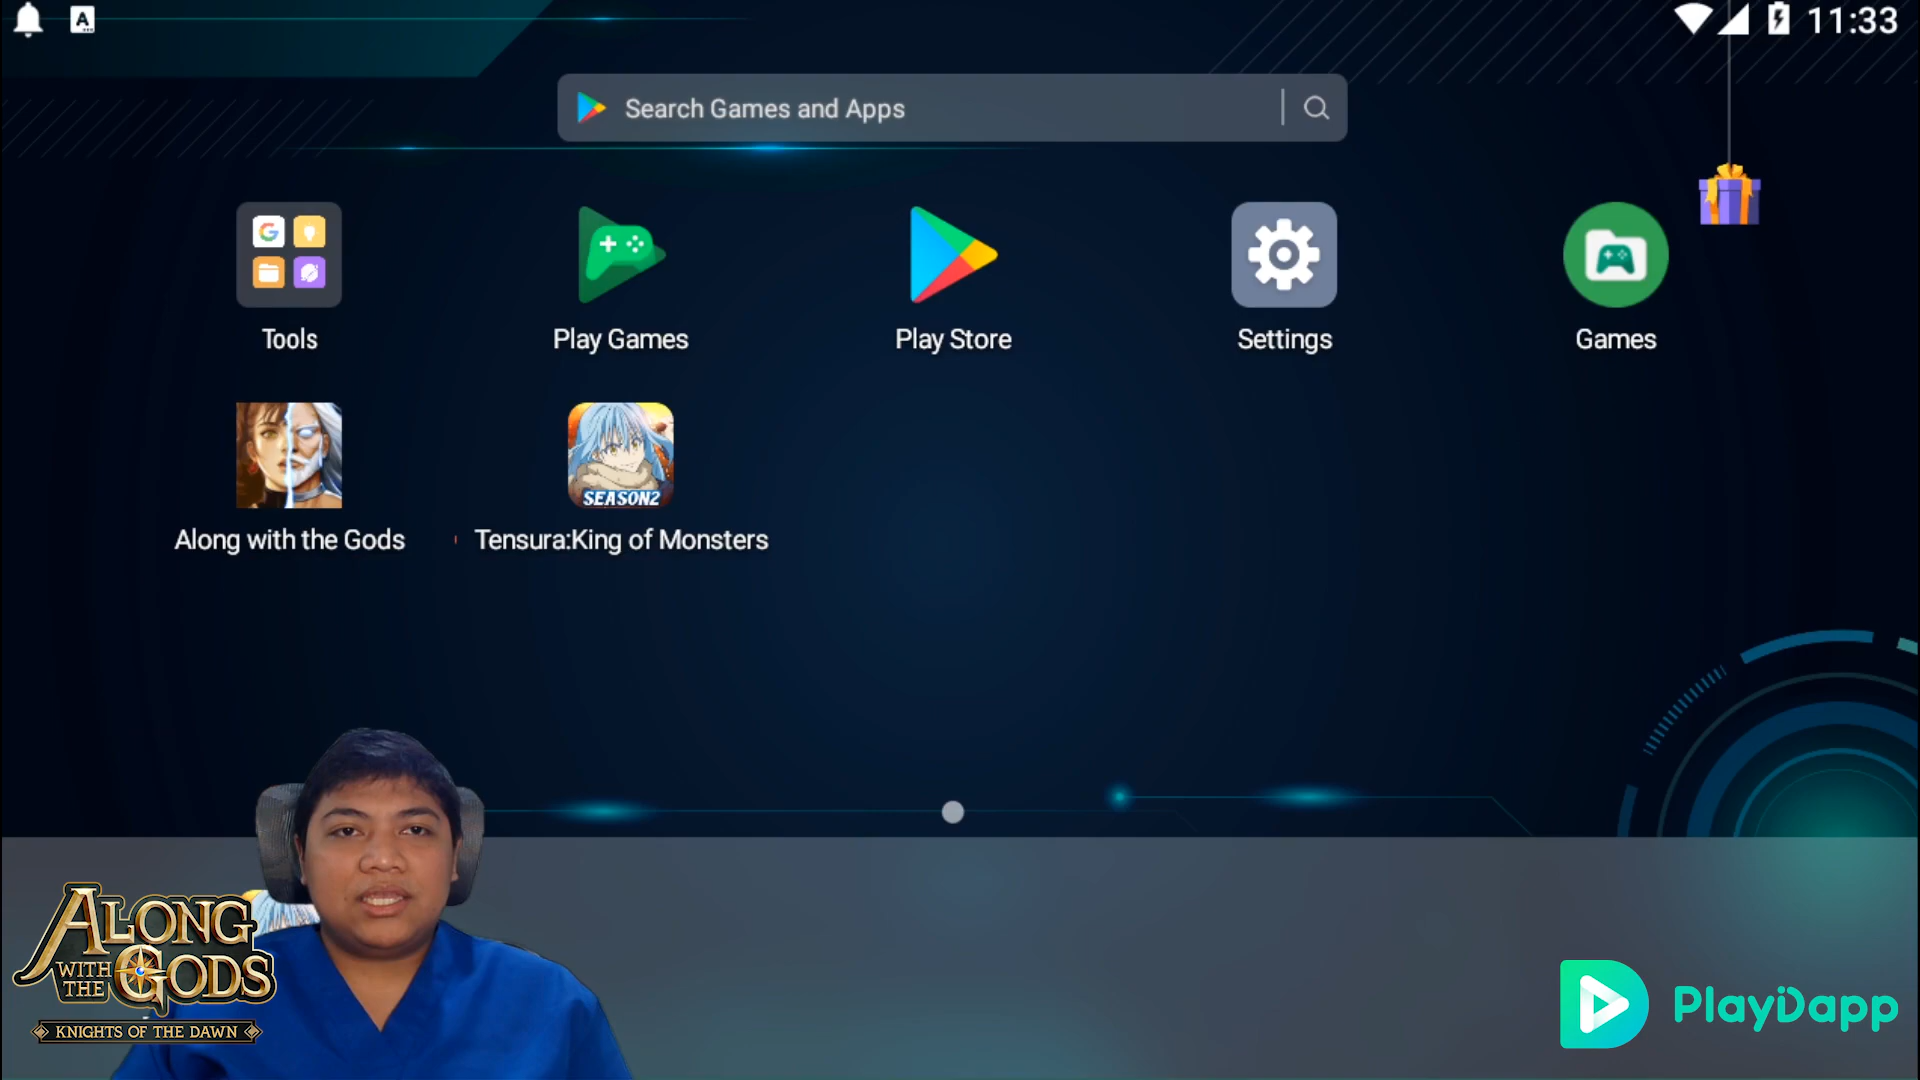 A
11:33
Search Games and Apps
G
Tools
Play Games
Play Store
Settings
Games
SEASON2
Along with the Gods
Tensura:King of Monsters
ALONG
WITH THE GODS
KNIGHTS OF THE DAWN
PlayDapp